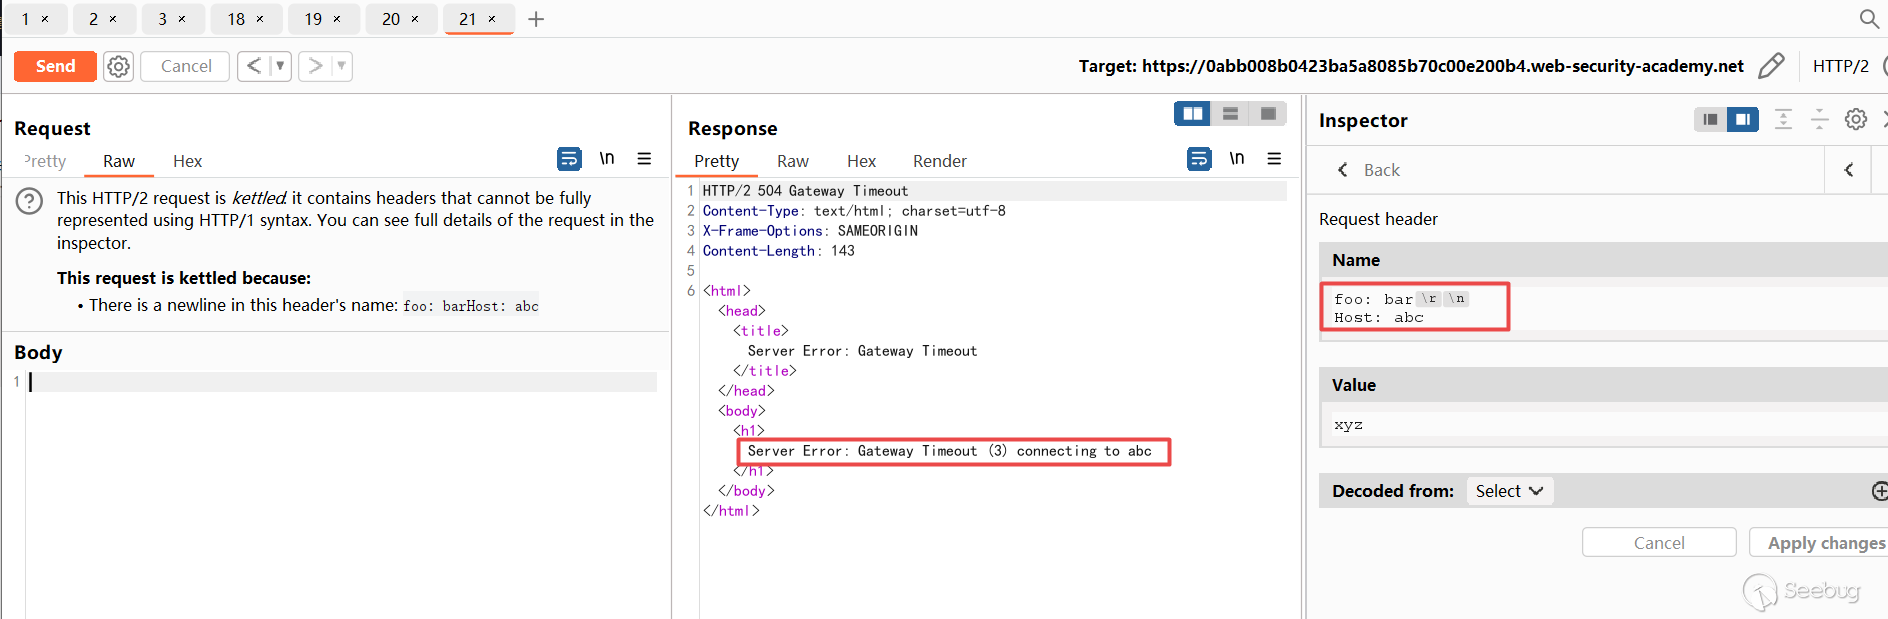 1 × 2 × 3 × 18 × 19 × 20 × 21 × +
Send Cancel < ▼ > ▼ Target: https://0abb008b0423ba5a8085b70c00e200b4.web-security-academy.net HTTP/2
Request
Pretty Raw Hex \n
This HTTP/2 request is kettled: it contains headers that cannot be fully
represented using HTTP/1 syntax. You can see full details of the request in the
inspector.
This request is kettled because:
• There is a newline in this header's name: foo: barHost: abc
Body
1
Response
Pretty Raw Hex Render \n
1 HTTP/2 504 Gateway Timeout
2 Content-Type: text/html; charset=utf-8
3 X-Frame-Options: SAMEORIGIN
4 Content-Length: 143
5
6 <html>
<head>
<title>
Server Error: Gateway Timeout
</title>
</head>
<body>
<h1>
Server Error: Gateway Timeout (3) connecting to abc
</h1>
</body>
</html>
Inspector
Back
Request header
Name
foo: bar \r \n
Host: abc
Value
xyz
Decoded from: Select
Cancel Apply changes
Seebug